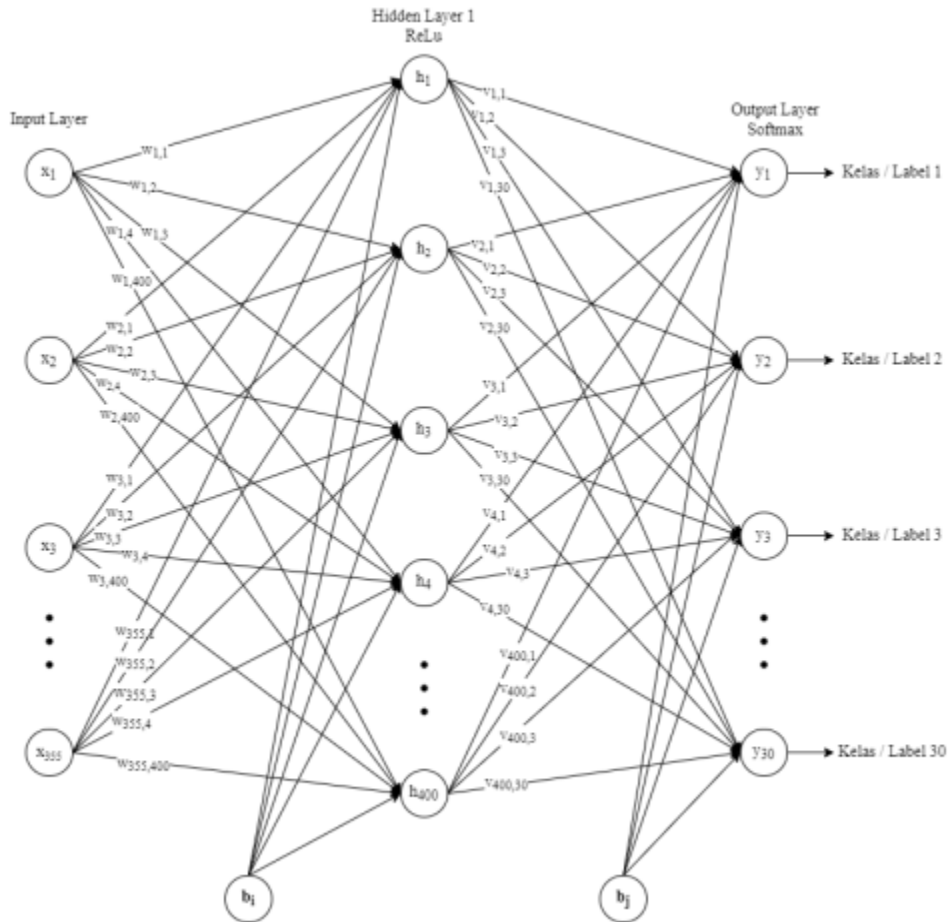 Hidden Layer 1
ReLu
h1
Input Layer
Output Layer
Softmax
x1
w1,1
w1,2
w1,3
w1,4
w1,400
v1,1
v1,2
v1,3
v1,30
y1
Kelas / Label 1
h2
v2,1
v2,2
v2,3
v2,30
x2
w2,1
w2,2
w2,3
w2,4
w2,400
y2
Kelas / Label 2
h3
v3,1
v3,2
v3,3
v3,30
x3
w3,1
w3,2
w3,3
w3,4
w3,400
y3
Kelas / Label 3
h4
v4,1
v4,2
v4,3
v4,30
x355
w355,1
w355,2
w355,3
w355,4
w355,400
h400
v400,1
v400,2
v400,3
v400,30
y30
Kelas / Label 30
bi
bj